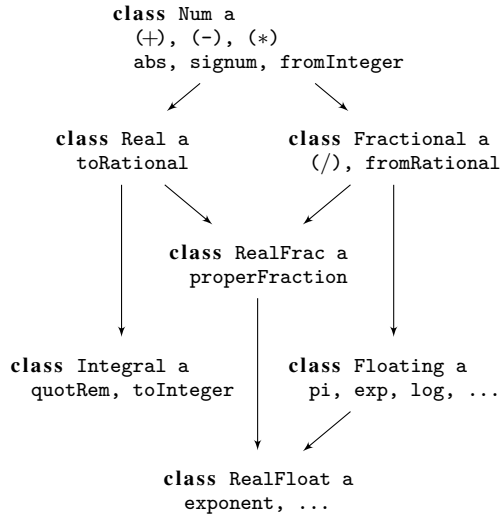 class Num a
(+), (-), (*)
abs, signum, fromInteger
class Real a
toRational
class Fractional a
(/), fromRational
class RealFrac a
properFraction
class Integral a
quotRem, toInteger
class Floating a
pi, exp, log, ...
class RealFloat a
exponent, ...